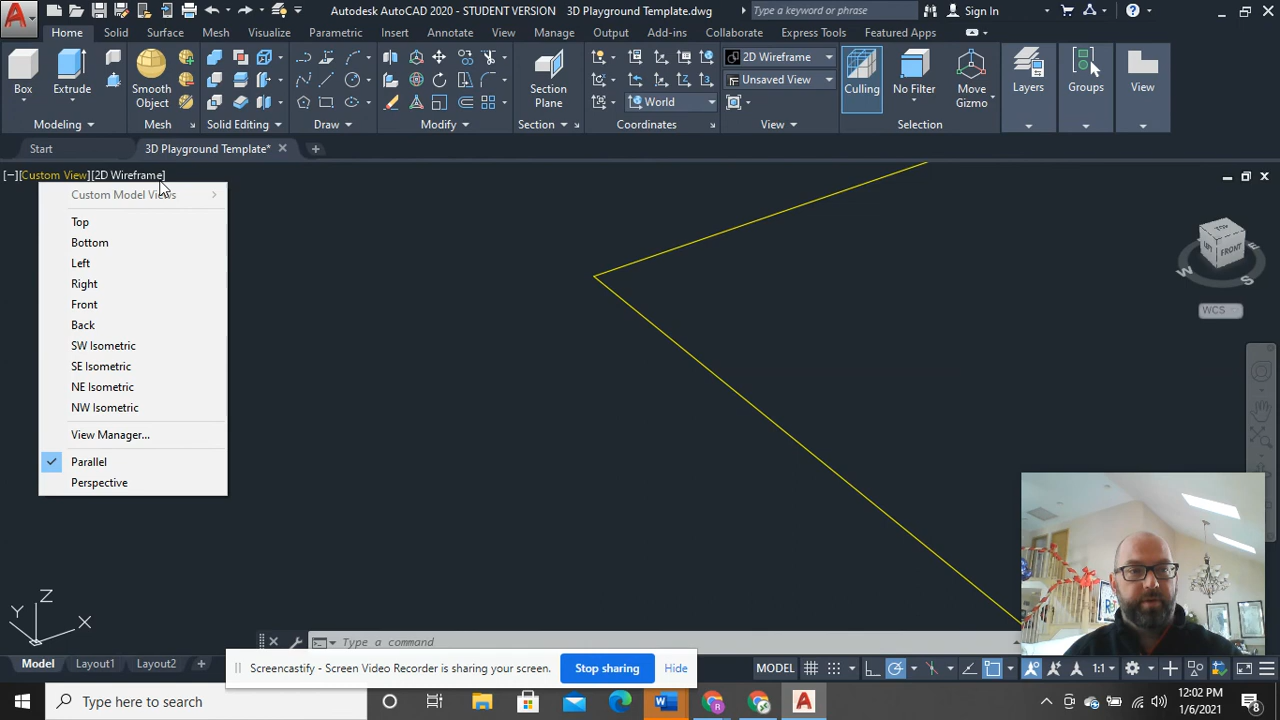 Autodesk AutoCAD 2020 - STUDENT VERSION 3D Playground Template.dwg Type a keyword or phrase Sign In
Home Solid Surface Mesh Visualize Parametric Insert Annotate View Manage Output Add-ins Collaborate Express Tools Featured Apps
2D Wireframe
Unsaved View
World
Box Extrude Smooth Object Section Plane Culling No Filter Move Gizmo Layers Groups View
Modeling Mesh Solid Editing Draw Modify Section Coordinates View Selection
Start 3D Playground Template*
[−][Custom View][2D Wireframe]
Custom Model Views
Top
Bottom
Left
Right
Front
Back
SW Isometric
SE Isometric
NE Isometric
NW Isometric
View Manager...
Parallel
Perspective
TOP
FRONT
E
W
S
WCS
Z
Y
X
Type a command
Model Layout1 Layout2 +
Screencastify - Screen Video Recorder is sharing your screen. Stop sharing Hide
MODEL 1:1
Type here to search
12:02 PM
1/6/2021
8